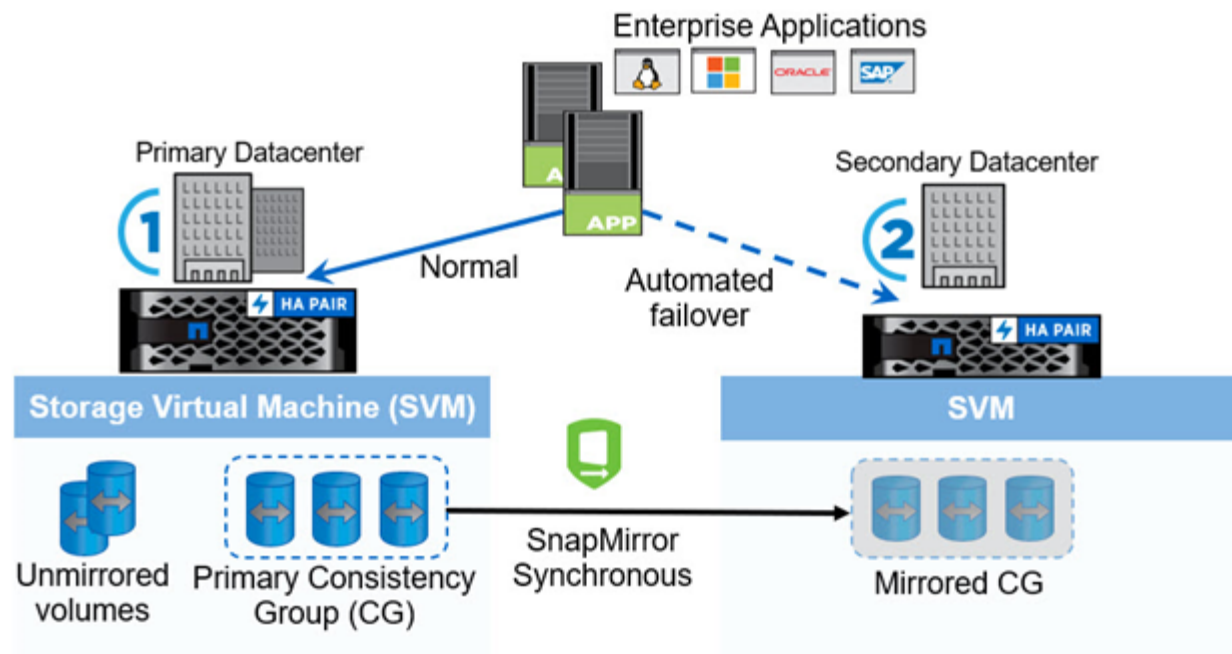 Enterprise Applications
ORACLE
SAP
Primary Datacenter
Secondary Datacenter
1
APP
2
Normal
Automated
failover
HA PAIR
HA PAIR
Storage Virtual Machine (SVM)
SVM
SnapMirror
Synchronous
Unmirrored
volumes
Primary Consistency
Group (CG)
Mirrored CG